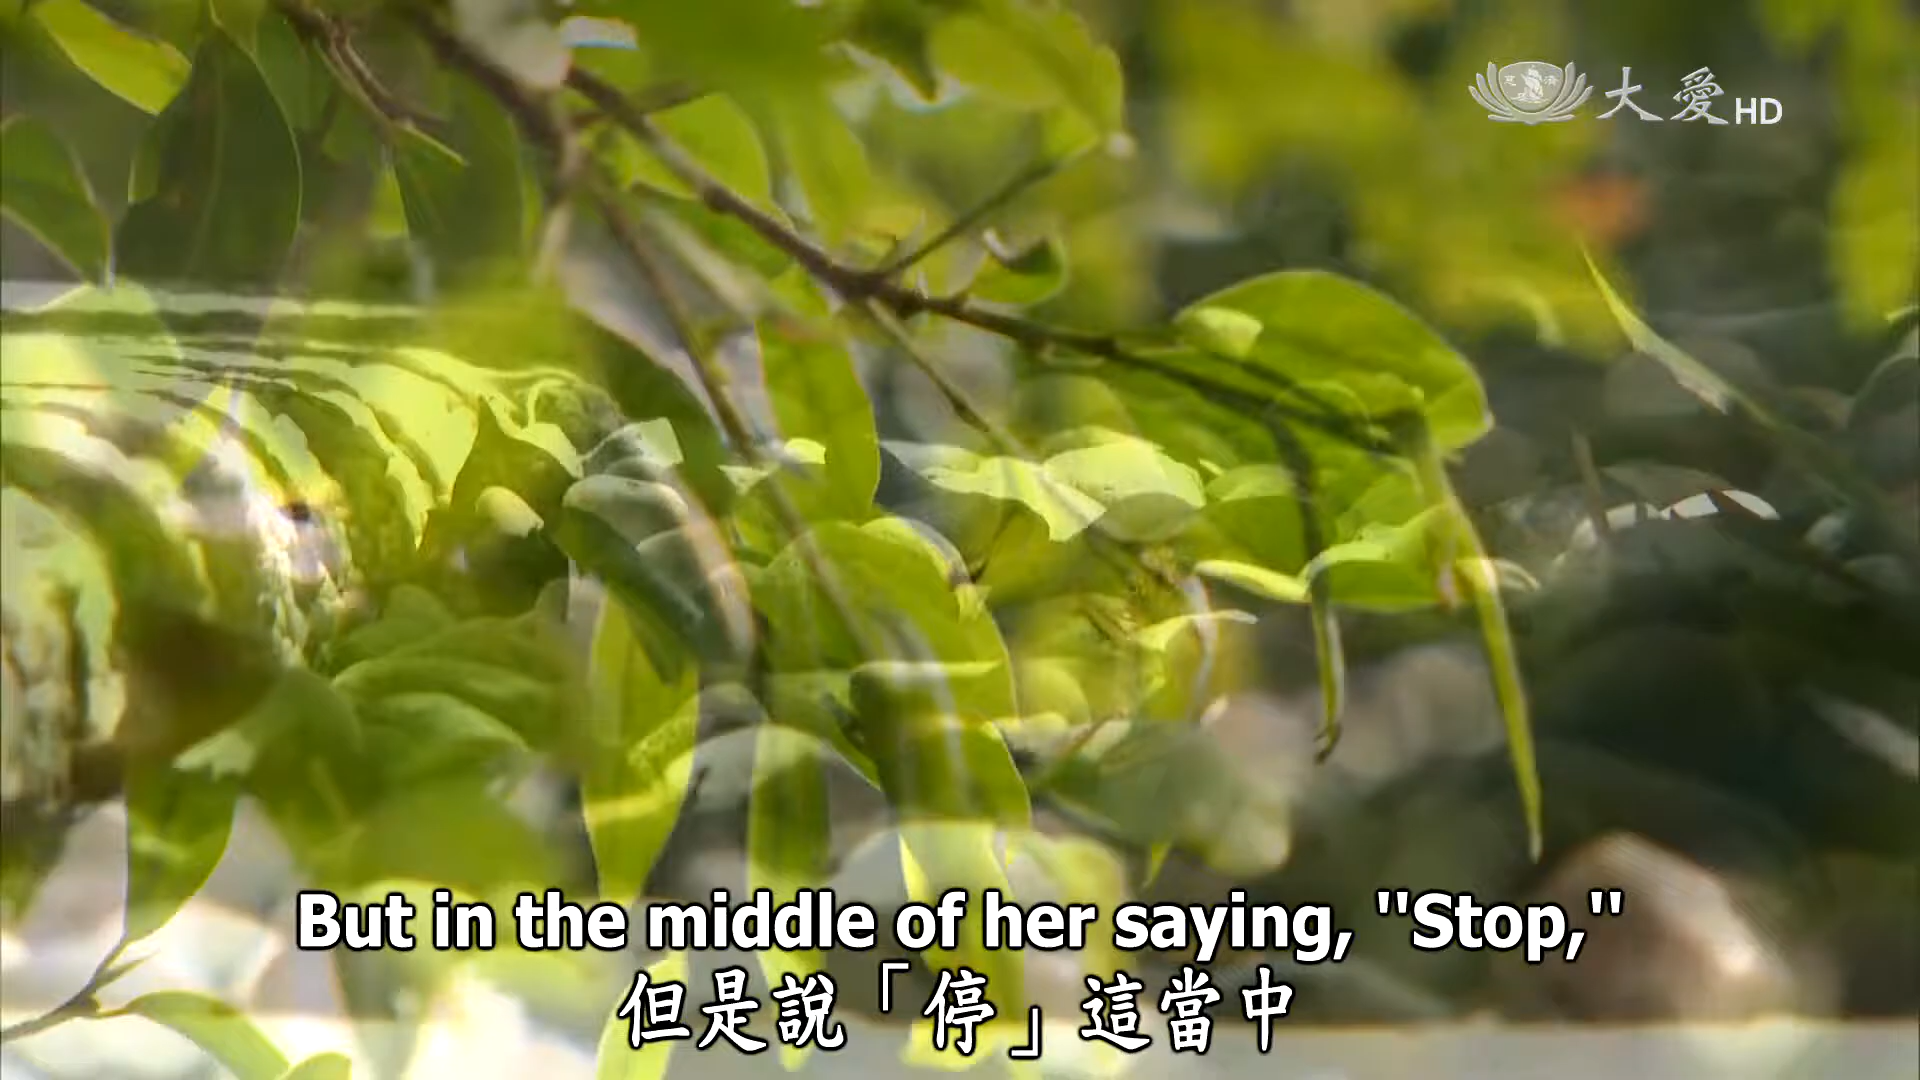 大愛HD
But in the middle of her saying, "Stop,"
但是說「停」這當中